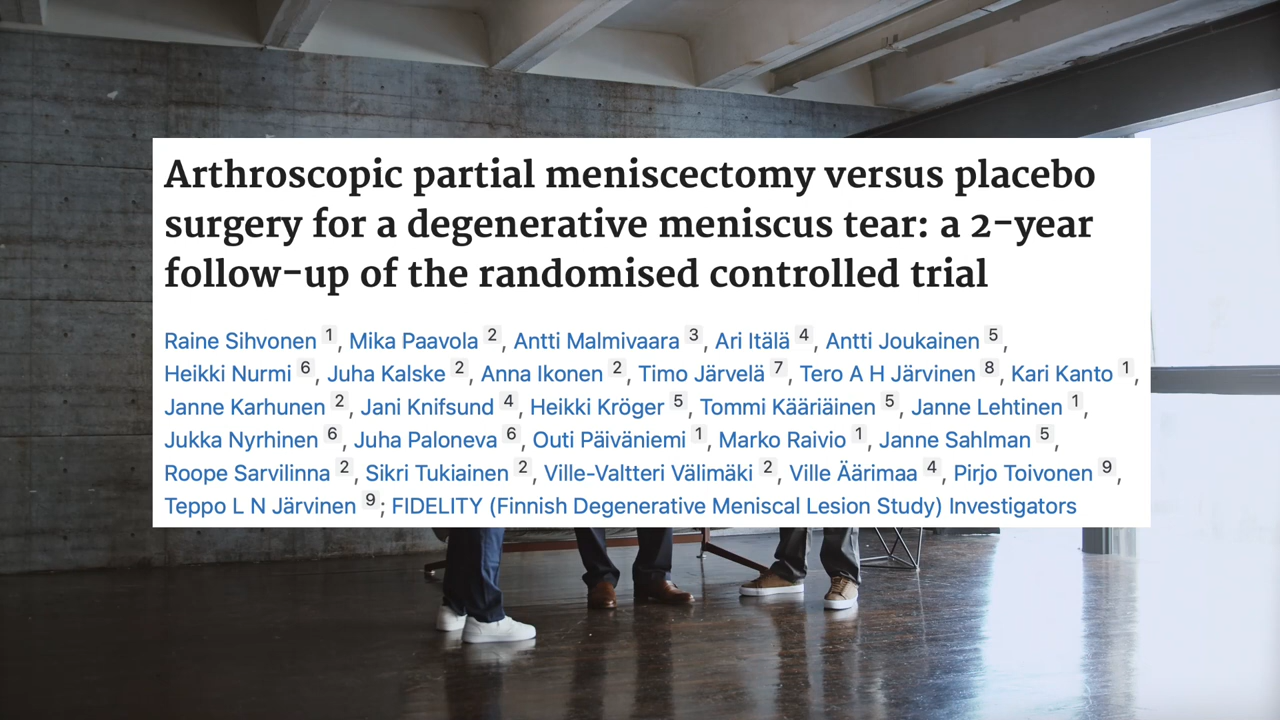 Arthroscopic partial meniscectomy versus placebo
surgery for a degenerative meniscus tear: a 2-year
follow-up of the randomised controlled trial
Raine Sihvonen 1, Mika Paavola 2, Antti Malmivaara 3, Ari Itälä 4, Antti Joukainen 5,
Heikki Nurmi 6, Juha Kalske 2, Anna Ikonen 2, Timo Järvelä 7, Tero A H Järvinen 8, Kari Kanto 1,
Janne Karhunen 2, Jani Knifsund 4, Heikki Kröger 5, Tommi Kääriäinen 5, Janne Lehtinen 1,
Jukka Nyrhinen 6, Juha Paloneva 6, Outi Päiväniemi 1, Marko Raivio 1, Janne Sahlman 5,
Roope Sarvilinna 2, Sikri Tukiainen 2, Ville-Valtteri Välimäki 2, Ville Äärimaa 4, Pirjo Toivonen 9,
Teppo L N Järvinen 9; FIDELITY (Finnish Degenerative Meniscal Lesion Study) Investigators